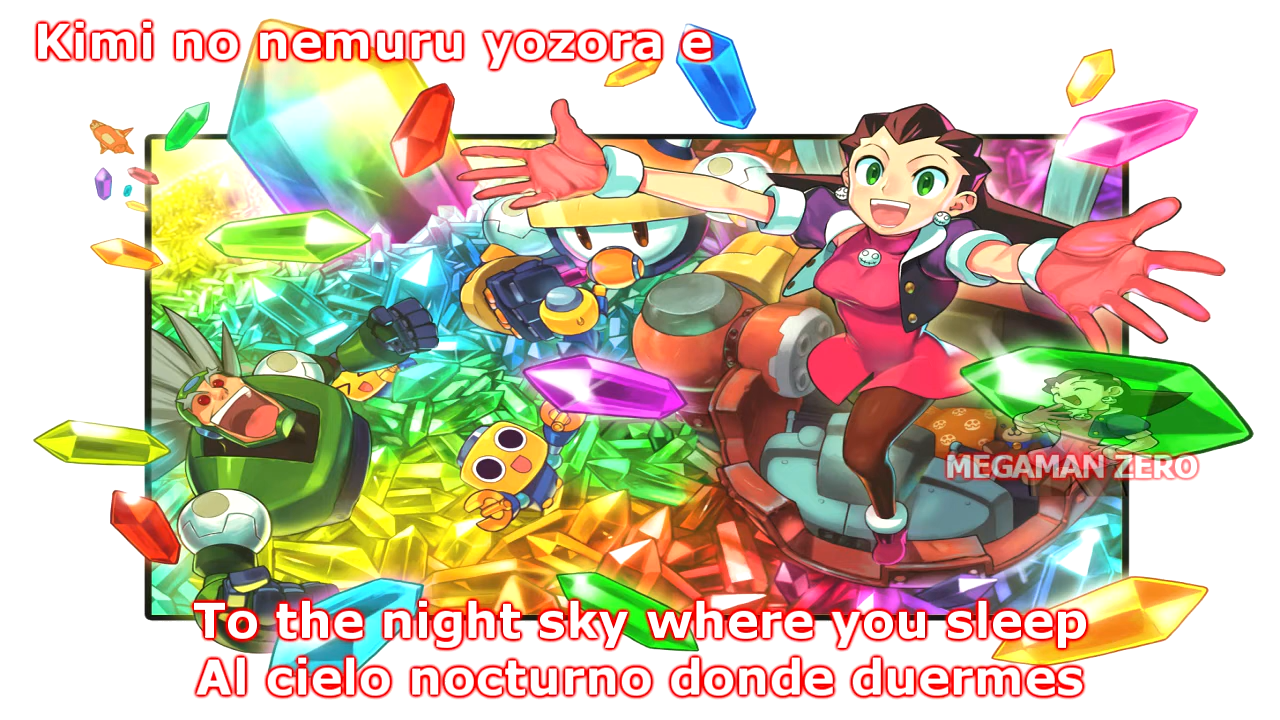 Kimi no nemuru yozora e
MEGAMAN ZERO
To the night sky where you sleep
Al cielo nocturno donde duermes